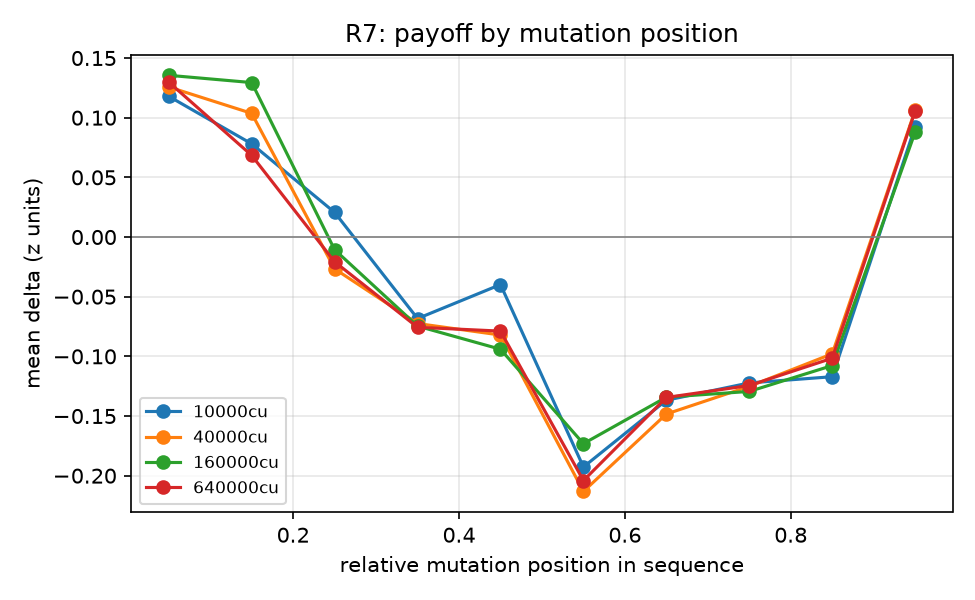 R7: payoff by mutation position
mean delta (z units)
0.15
0.10
0.05
0.00
−0.05
−0.10
−0.15
−0.20
10000cu
40000cu
160000cu
640000cu
0.2 0.4 0.6 0.8
relative mutation position in sequence